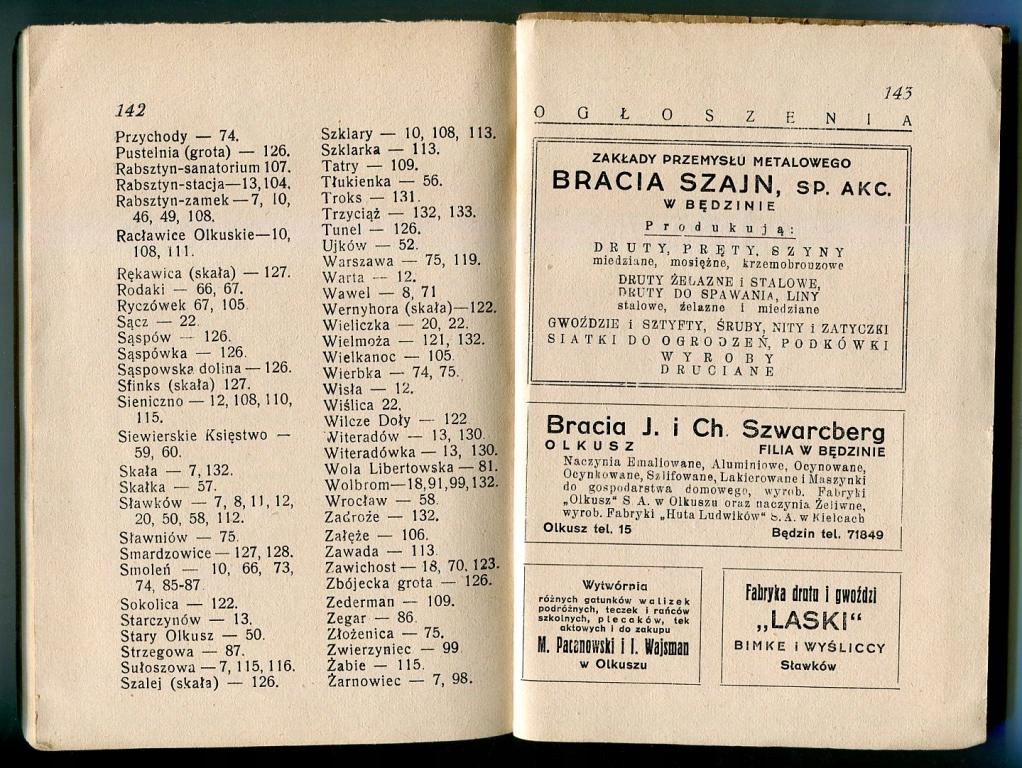 142
Przychody — 74.
Pustelnia (grota) — 126.
Rabsztyn-sanatorium 107.
Rabsztyn-stacja—13,104.
Rabsztyn-zamek—7, 10,
46, 49, 108.
Racławice Olkuskie—10,
108, 111.
Rękawica (skała) — 127.
Rodaki — 66, 67.
Ryczówek 67, 105
Sącz — 22
Sąspów — 126.
Sąspówka — 126
Sąspowska dolina — 126.
Sfinks (skała) 127.
Sieniczno — 12, 108, 110,
115.
Siewierskie Księstwo —
59, 60.
Skała — 7, 132.
Skałka — 57.
Sławków — 7, 8, 11, 12,
20, 50, 58, 112.
Sławniów — 75
Smardzowice — 127, 128.
Smoleń — 10, 66, 73,
74, 85-87
Sokolica — 122.
Starczynów — 13.
Stary Olkusz — 50.
Strzegowa — 87.
Sułoszowa — 7, 115, 116.
Szalej (skała) — 126.
Szklary — 10, 108, 113.
Szklarka — 113.
Tatry — 109.
Tłukienka — 56.
Troks — 131
Trzyciąż — 132, 133.
Tunel — 126.
Ujków — 52.
Warszawa — 75, 119.
Warta — 12.
Wawel — 8, 71
Wernyhora (skała)—122.
Wieliczka — 20, 22.
Wielmoża — 121, 132.
Wielkanoc — 105
Wierbka — 74, 75.
Wisła — 12.
Wiślica 22.
Wilcze Doły — 122
Witeradów — 13, 130
Witeradówka — 13, 130.
Wola Libertowska — 81.
Wolbrom—18,91,99,132.
Wrocław — 58
Zadroże — 132.
Załęże — 106.
Zawada — 113
Zawichost — 18, 70. 123.
Zbójecka grota — 126.
Zederman — 109.
Zegar — 86
Złożenica — 75.
Zwierzyniec — 99
Żabie — 115
Żarnowiec — 7, 98.
143
OGŁOSZENIA
ZAKŁADY PRZEMYSŁU METALOWEGO
BRACIA SZAJN, SP. AKC.
W BĘDZINIE
Produkują:
DRUTY, PRĘTY, SZYNY
miedziane, mosiężne, krzemobronzowe
DRUTY ŻELAZNE i STALOWE,
DRUTY DO SPAWANIA, LINY
stalowe, żelazne i miedziane
GWOŹDZIE i SZTYFTY, ŚRUBY, NITY i ZATYCZKI
SIATKI DO OGRODZEŃ, PODKÓWKI
WYROBY
DRUCIANE
Bracia J. i Ch. Szwarcberg
OLKUSZ FILIA W BĘDZINIE
Naczynia Emaliowane, Aluminiowe, Ocynowane,
Ocynkowane, Szlifowane, Lakierowane i Maszynki
do gospodarstwa domowego, wyrob. Fabryki
„Olkusz" S A. w Olkuszu oraz naczynia Żeliwne,
wyrob. Fabryki „Huta Ludwików" S. A. w Kielcach
Olkusz tel. 15 Będzin tel. 71849
Wytwórnia
różnych gatunków walizek
podróżnych, teczek i rańców
szkolnych, plecaków, tek
aktowych i do zakupu
M. Pacanowski i I. Wajsman
w Olkuszu
Fabryka drutu i gwoździ
„LASKI"
BIMKE i WYŚLICCY
Sławków